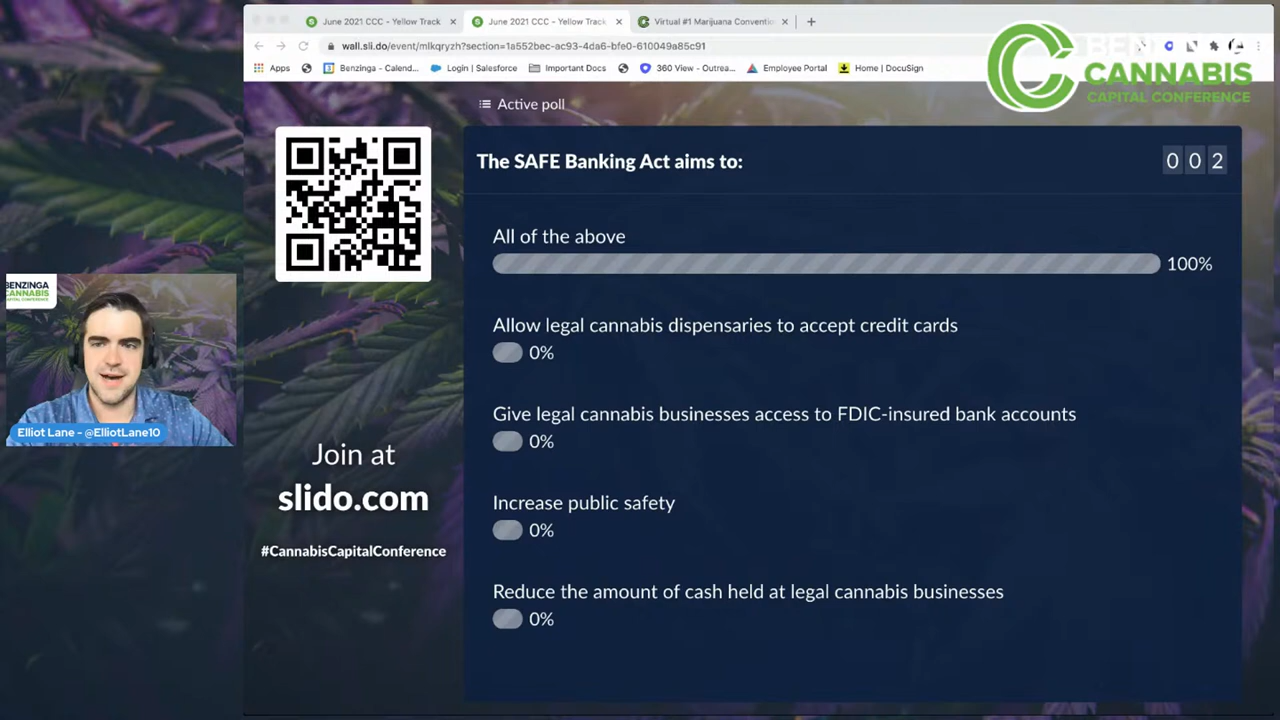 June 2021 CCC - Yellow Track
June 2021 CCC - Yellow Track
Virtual #1 Marijuana Conventio
wall.sli.do/event/mlkqryzh?section=1a552bec-ac93-4da6-bfe0-610049a85c91
Apps
Benzinga - Calend...
Login | Salesforce
Important Docs
360 View - Outrea...
Employee Portal
Home | DocuSign
BENZINGA
CANNABIS
CAPITAL CONFERENCE
Active poll
The SAFE Banking Act aims to:
002
All of the above
100%
Allow legal cannabis dispensaries to accept credit cards
0%
Give legal cannabis businesses access to FDIC-insured bank accounts
0%
Increase public safety
0%
Reduce the amount of cash held at legal cannabis businesses
0%
BENZINGA
CANNABIS
CAPITAL CONFERENCE
Elliot Lane - @ElliotLane10
Join at
slido.com
#CannabisCapitalConference